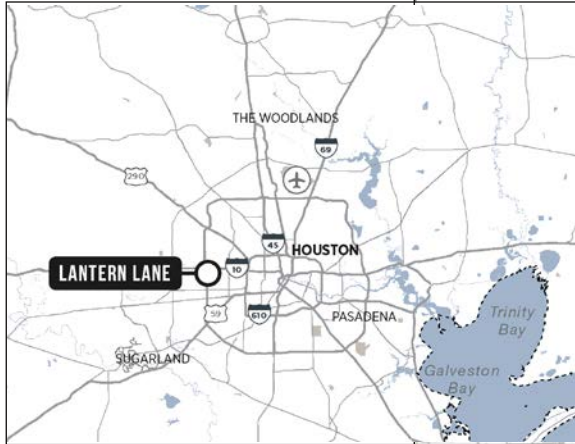 THE WOODLANDS
69
290
45
HOUSTON
LANTERN LANE
10
59
610
PASADENA
Trinity
Bay
SUGARLAND
Galveston
Bay